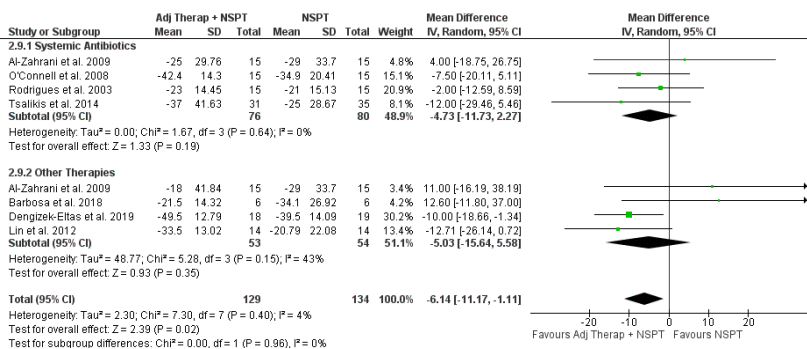 Adj Therap + NSPT NSPT Mean Difference Mean Difference
Study or Subgroup Mean SD Total Mean SD Total Weight IV, Random, 95% CI IV, Random, 95% CI
2.9.1 Systemic Antibiotics
Al-Zahrani et al. 2009 -25 29.76 15 -29 33.7 15 4.8% 4.00 [-18.75, 26.75]
O'Connell et al. 2008 -42.4 14.3 15 -34.9 20.41 15 15.1% -7.50 [-20.11, 5.11]
Rodrigues et al. 2003 -23 14.45 15 -21 15.13 15 20.9% -2.00 [-12.59, 8.59]
Tsalikis et al. 2014 -37 41.63 31 -25 28.67 35 8.1% -12.00 [-29.46, 5.46]
Subtotal (95% CI) 76 80 48.9% -4.73 [-11.73, 2.27]
Heterogeneity: Tau² = 0.00; Chi² = 1.67, df = 3 (P = 0.64); I² = 0%
Test for overall effect: Z = 1.33 (P = 0.19)
2.9.2 Other Therapies
Al-Zahrani et al. 2009 -18 41.84 15 -29 33.7 15 3.4% 11.00 [-16.19, 38.19]
Barbosa et al. 2018 -21.5 14.32 6 -34.1 26.92 6 4.2% 12.60 [-11.80, 37.00]
Dengizek-Eltas et al. 2019 -49.5 12.79 18 -39.5 14.09 19 30.2% -10.00 [-18.66, -1.34]
Lin et al. 2012 -33.5 13.02 14 -20.79 22.08 14 13.4% -12.71 [-26.14, 0.72]
Subtotal (95% CI) 53 54 51.1% -5.03 [-15.64, 5.58]
Heterogeneity: Tau² = 48.77; Chi² = 5.28, df = 3 (P = 0.15); I² = 43%
Test for overall effect: Z = 0.93 (P = 0.35)
Total (95% CI) 129 134 100.0% -6.14 [-11.17, -1.11]
Heterogeneity: Tau² = 2.30; Chi² = 7.30, df = 7 (P = 0.40); I² = 4%
Test for overall effect: Z = 2.39 (P = 0.02)
Test for subgroup differences: Chi² = 0.00, df = 1 (P = 0.96), I² = 0%
-20 -10 0 10 20
Favours Adj Therap + NSPT Favours NSPT